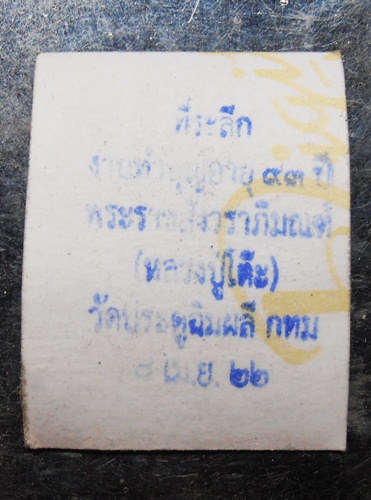 ที่ระลึก
งานทำบุญอายุ ๙๓ ปี
พระราชสังวราภิมณฑ์
(หลวงปู่โต๊ะ)
วัดประดู่ฉิมพลี กทม
เม.ย. ๒๒